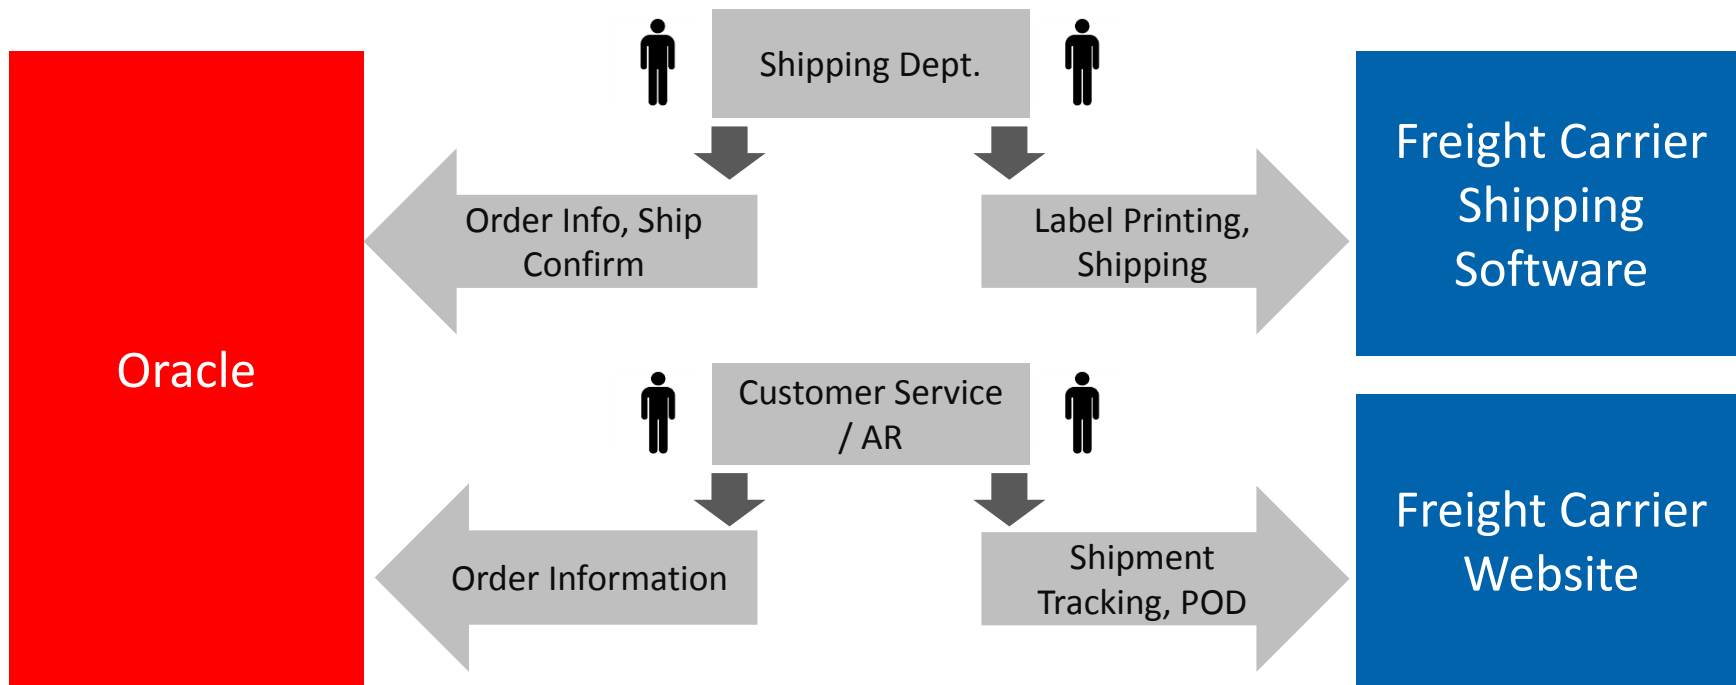 Shipping Dept.
Order Info, Ship
Confirm
Label Printing,
Shipping
Freight Carrier
Shipping
Software
Oracle
Customer Service
/ AR
Order Information
Shipment
Tracking, POD
Freight Carrier
Website